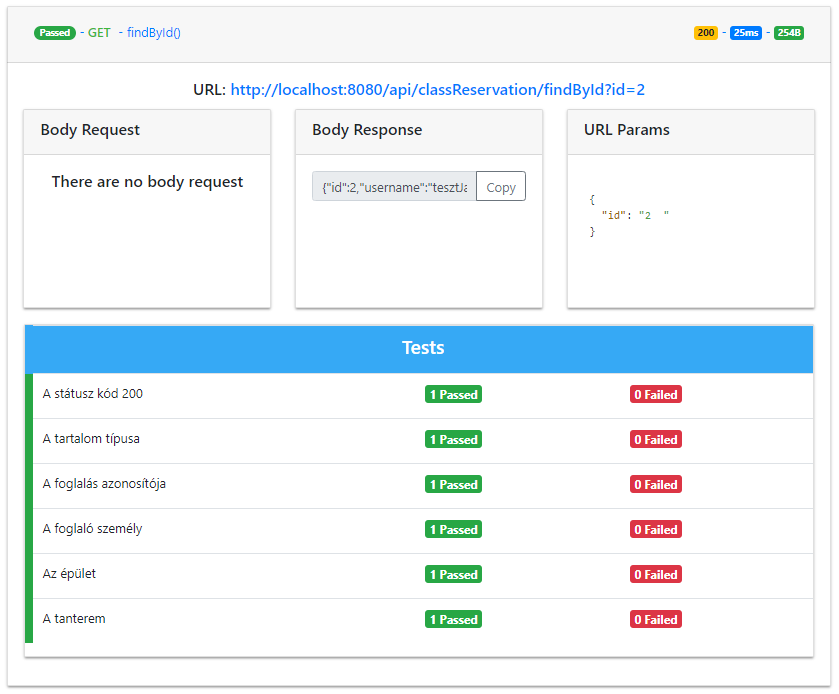 Passed - GET - findById() 200 - 25ms - 254B
URL: http://localhost:8080/api/classReservation/findById?id=2
Body Request
There are no body request
Body Response
{"id":2,"username":"tesztJa Copy
URL Params
{
"id": "2  "
}
Tests
A státusz kód 200 1 Passed 0 Failed
A tartalom típusa 1 Passed 0 Failed
A foglalás azonosítója 1 Passed 0 Failed
A foglaló személy 1 Passed 0 Failed
Az épület 1 Passed 0 Failed
A tanterem 1 Passed 0 Failed